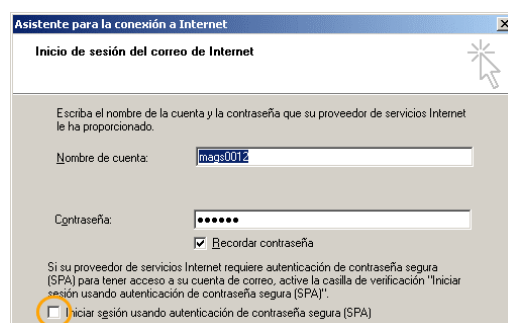 Asistente para la conexión a Internet
Inicio de sesión del correo de Internet
Escriba el nombre de la cuenta y la contraseña que su proveedor de servicios Internet
le ha proporcionado.
Nombre de cuenta: mags0012
Contraseña: ●●●●●●
Recordar contraseña
Si su proveedor de servicios Internet requiere autenticación de contraseña segura
(SPA) para tener acceso a su cuenta de correo, active la casilla de verificación "Iniciar
sesión usando autenticación de contraseña segura (SPA)".
Iniciar sesión usando autenticación de contraseña segura (SPA)